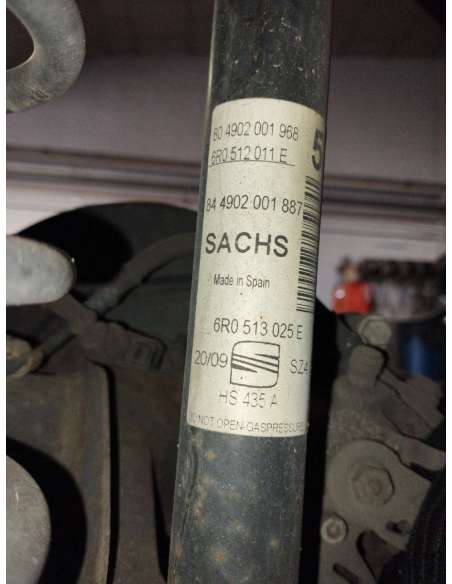 80 4902 001 968
6R0 512 011 E
5
84 4902 001 887
SACHS
Made in Spain
6R0 513 025 E
20/09
SZ4
HS 435 A
DO NOT OPEN-GASPRESSURE